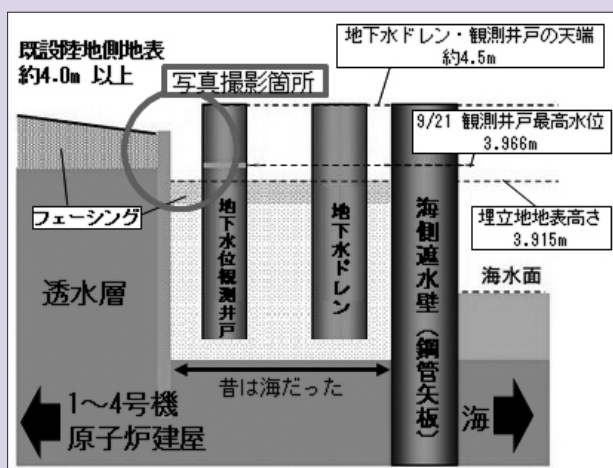 既設陸地側地表
約4.0m 以上
写真撮影箇所
地下水ドレン・観測井戸の天端
約4.5m
9/21 観測井戸最高水位
3.966m
フェーシング
埋立地地表高さ
3.915m
地下水位観測井戸
地下水ドレン
海側遮水壁(鋼管矢板)
海水面
透水層
昔は海だった
1〜4号機
原子炉建屋
海